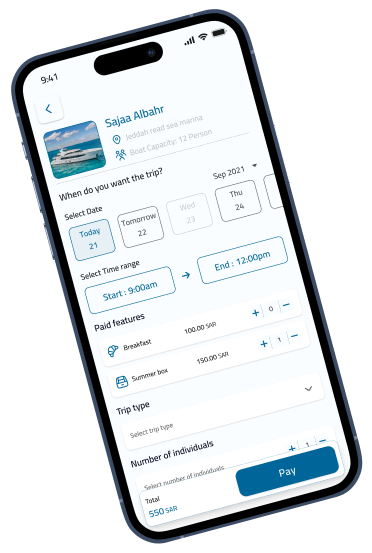 9:41
Sajaa Albahr
Jeddah read sea marina
Boat Capacity: 12 Person
When do you want the trip?
Select Date
Sep 2021
Today
21
Tomorrow
22
Wed
23
Thu
24
Select Time range
Start : 9:00am
End : 12:00pm
Paid features
Breakfast 100.00 SAR + 0 −
Summer box 150.00 SAR + 1 −
Trip type
Select trip type
Number of individuals
Select number of individuals + 1 −
Total
550 SAR
Pay